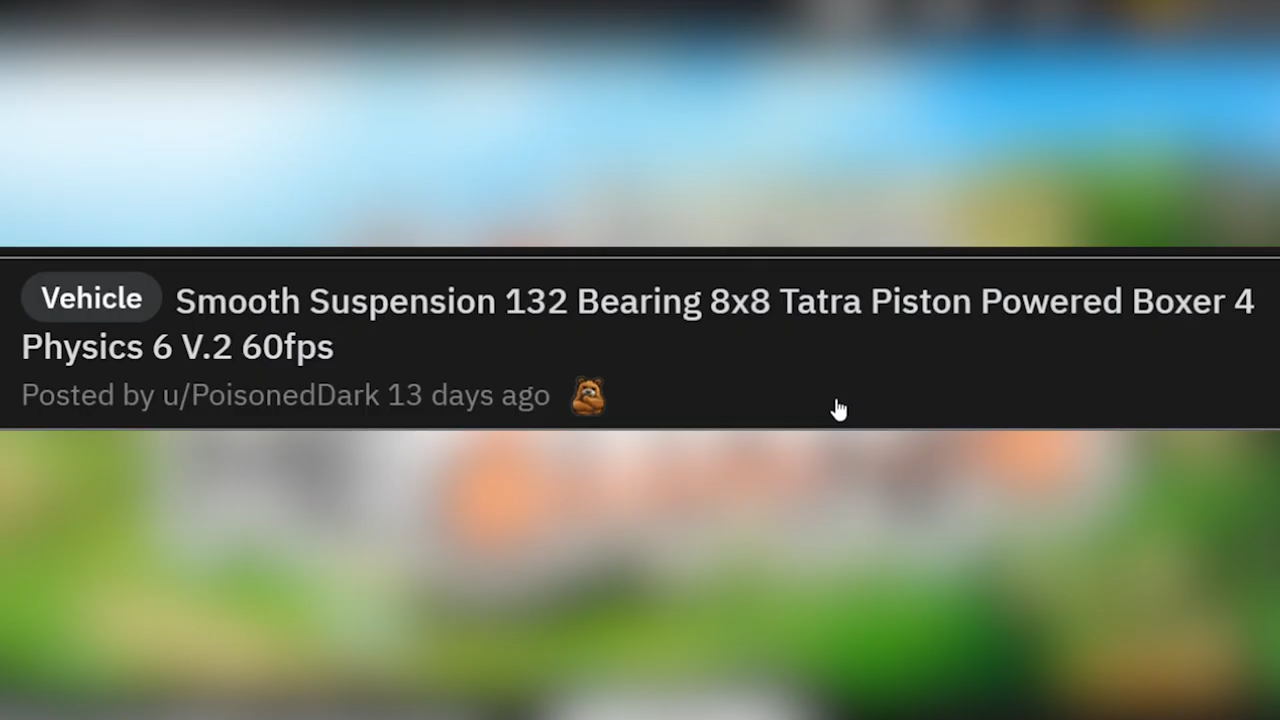 Vehicle Smooth Suspension 132 Bearing 8x8 Tatra Piston Powered Boxer 4
Physics 6 V.2 60fps
Posted by u/PoisonedDark 13 days ago